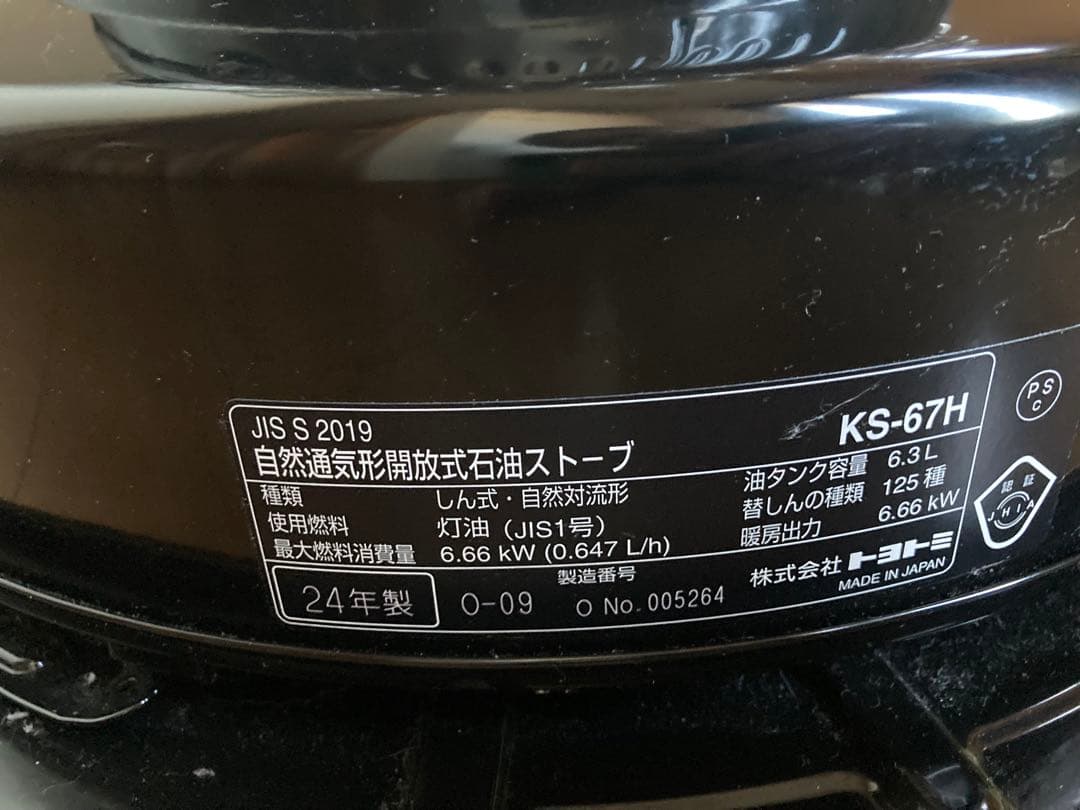 JIS S 2019
自然通気形開放式石油ストーブ
KS-67H
種類 しん式・自然対流形
使用燃料 灯油（JIS1号）
最大燃料消費量 6.66 kW (0.647 L/h)
油タンク容量 6.3 L
替しんの種類 125 種
暖房出力 6.66 kW
24年製 O-09
製造番号
O No. 005264
株式会社トヨトミ
MADE IN JAPAN
PS
C
認証
JHIA